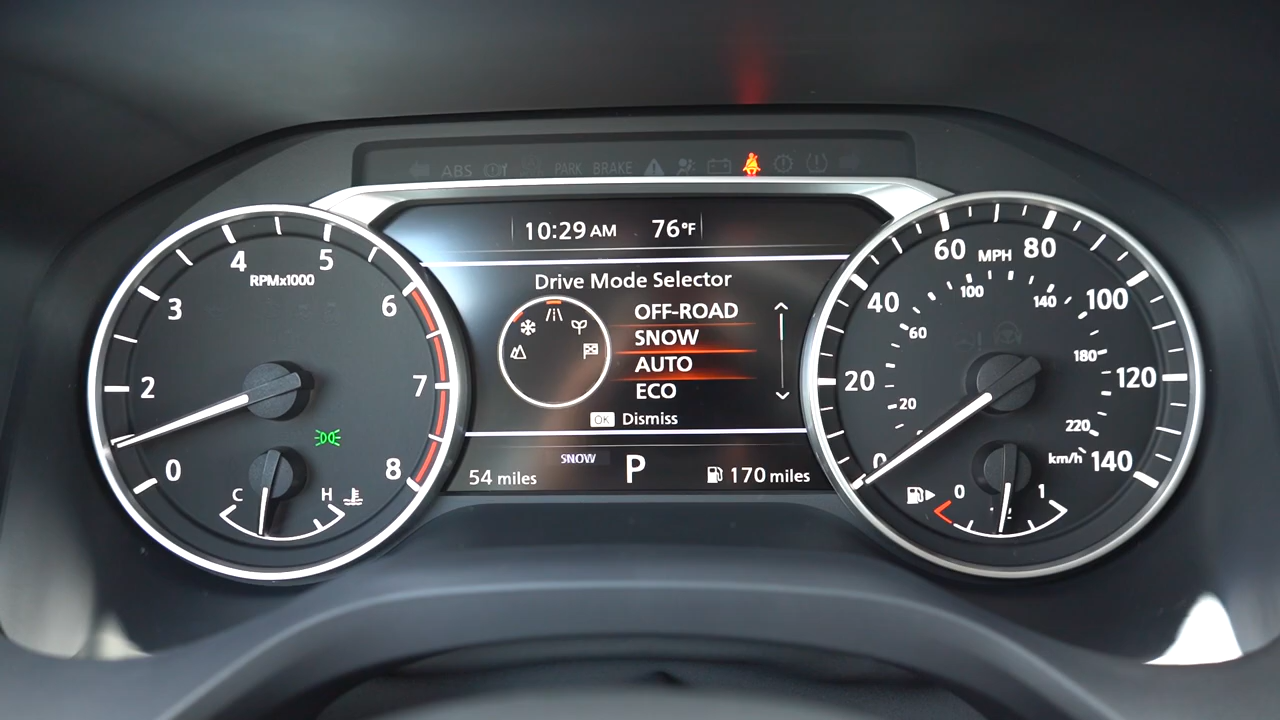 ABS PARK BRAKE
10:29 AM 76°F
Drive Mode Selector
OFF-ROAD
SNOW
AUTO
ECO
OK Dismiss
SNOW
54 miles P 170 miles
RPMx1000
0 2 3 4 5 6 7 8
C H
MPH
0 20 40 60 80 100 120 140
20 60 100 140 180 220
km/h
0 1